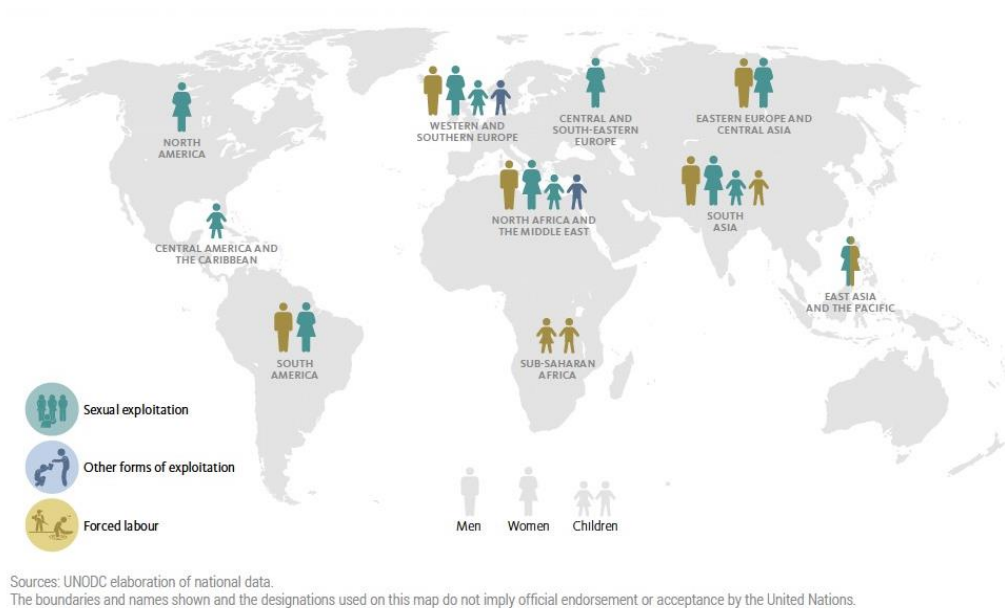 NORTH
AMERICA
WESTERN AND
SOUTHERN EUROPE
CENTRAL AND
SOUTH-EASTERN
EUROPE
EASTERN EUROPE AND
CENTRAL ASIA
CENTRAL AMERICA AND
THE CARIBBEAN
NORTH AFRICA AND
THE MIDDLE EAST
SOUTH
ASIA
EAST ASIA
AND THE PACIFIC
SOUTH
AMERICA
SUB-SAHARAN
AFRICA
Sexual exploitation
Other forms of exploitation
Forced labour
Men
Women
Children
Sources: UNODC elaboration of national data.
The boundaries and names shown and the designations used on this map do not imply official endorsement or acceptance by the United Nations.